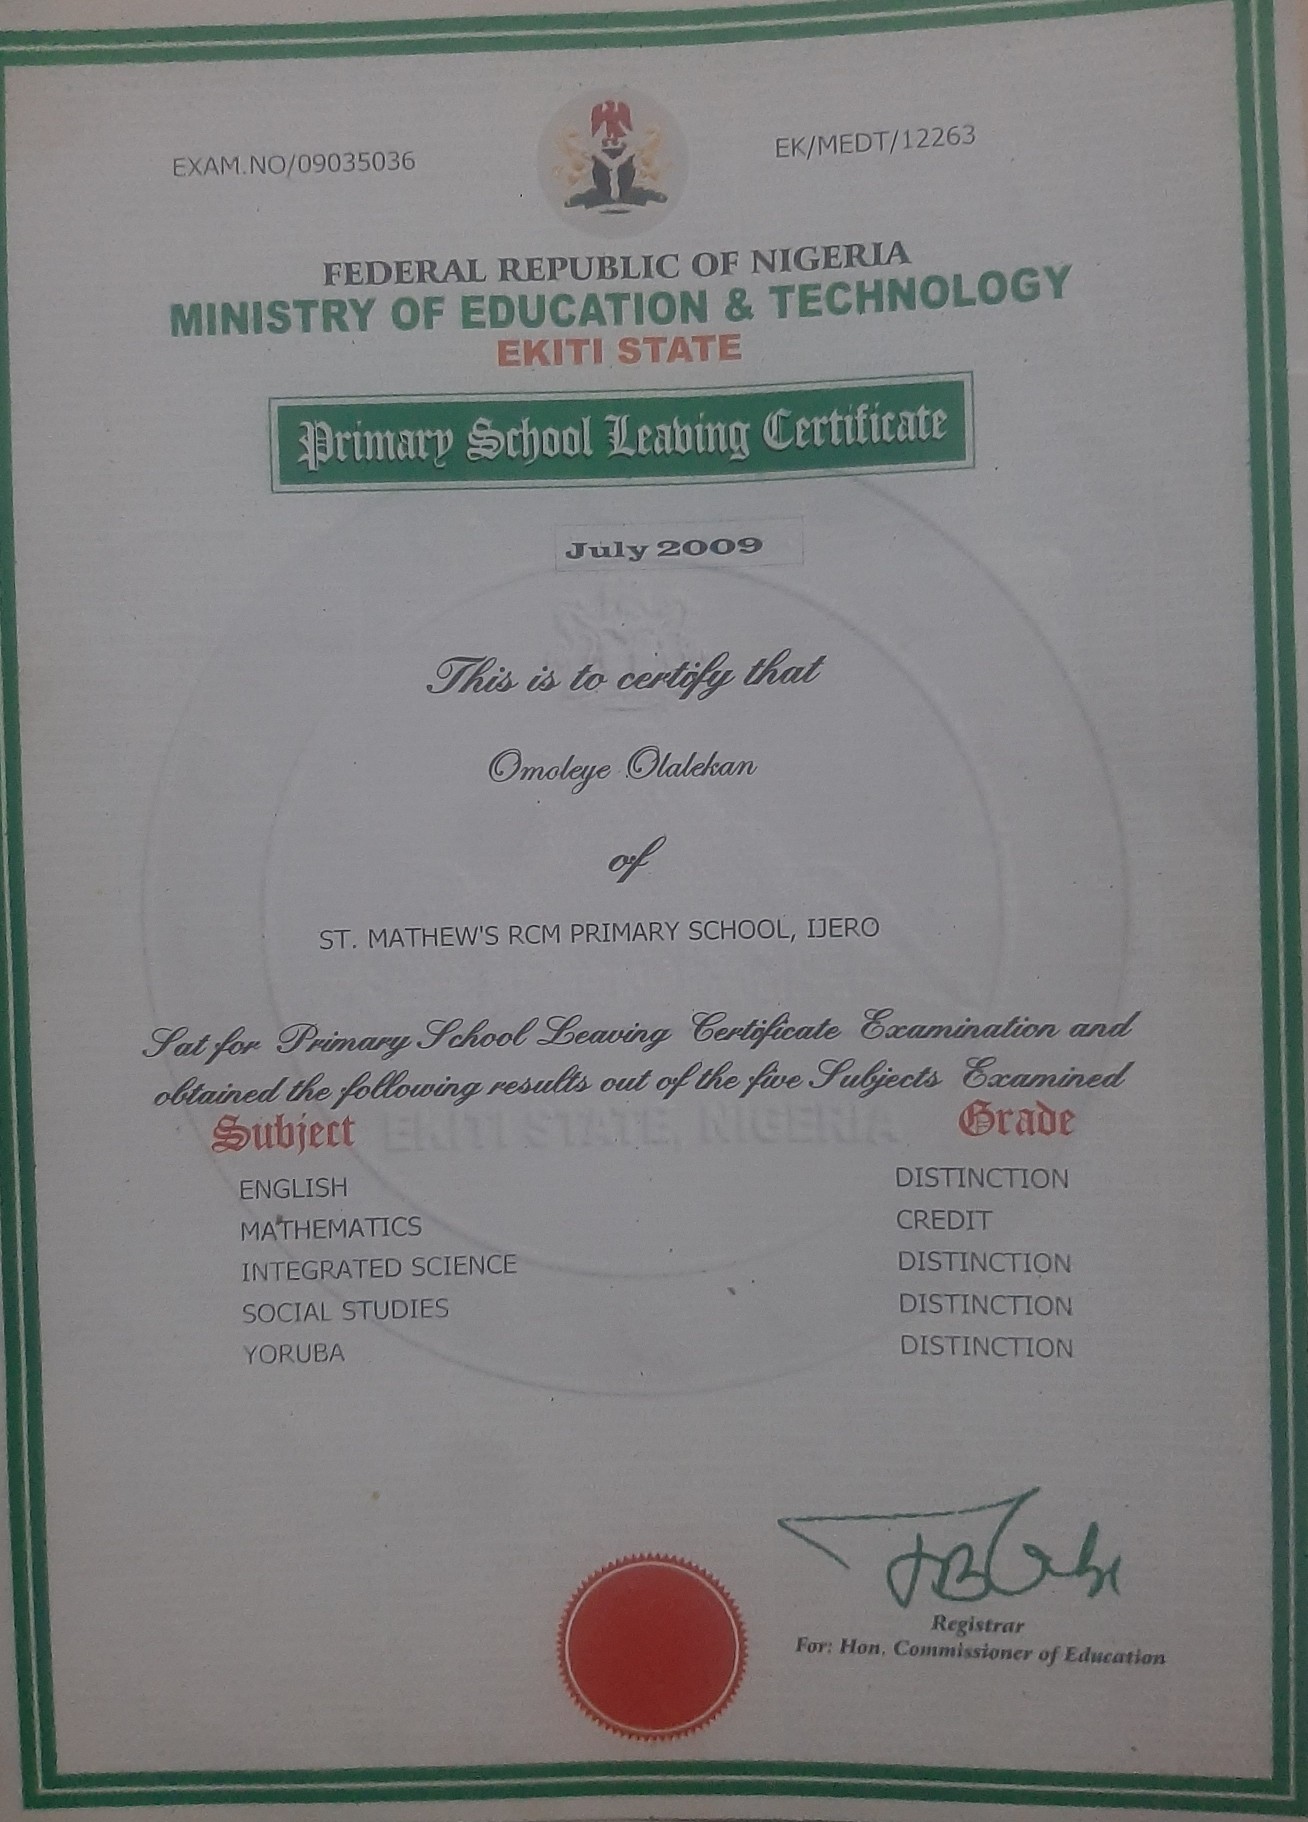 EXAM.NO/09035036
EK/MEDT/12263
FEDERAL REPUBLIC OF NIGERIA
MINISTRY OF EDUCATION & TECHNOLOGY
EKITI STATE
Primary School Leaving Certificate
July 2009
This is to certify that
Omoleye Olalekan
of
ST. MATHEW'S RCM PRIMARY SCHOOL, IJERO
Sat for Primary School Leaving Certificate Examination and
obtained the following results out of the five Subjects Examined
Subject Grade
EKITI STATE, NIGERIA
ENGLISH DISTINCTION
MATHEMATICS CREDIT
INTEGRATED SCIENCE DISTINCTION
SOCIAL STUDIES DISTINCTION
YORUBA DISTINCTION
Registrar
For: Hon. Commissioner of Education